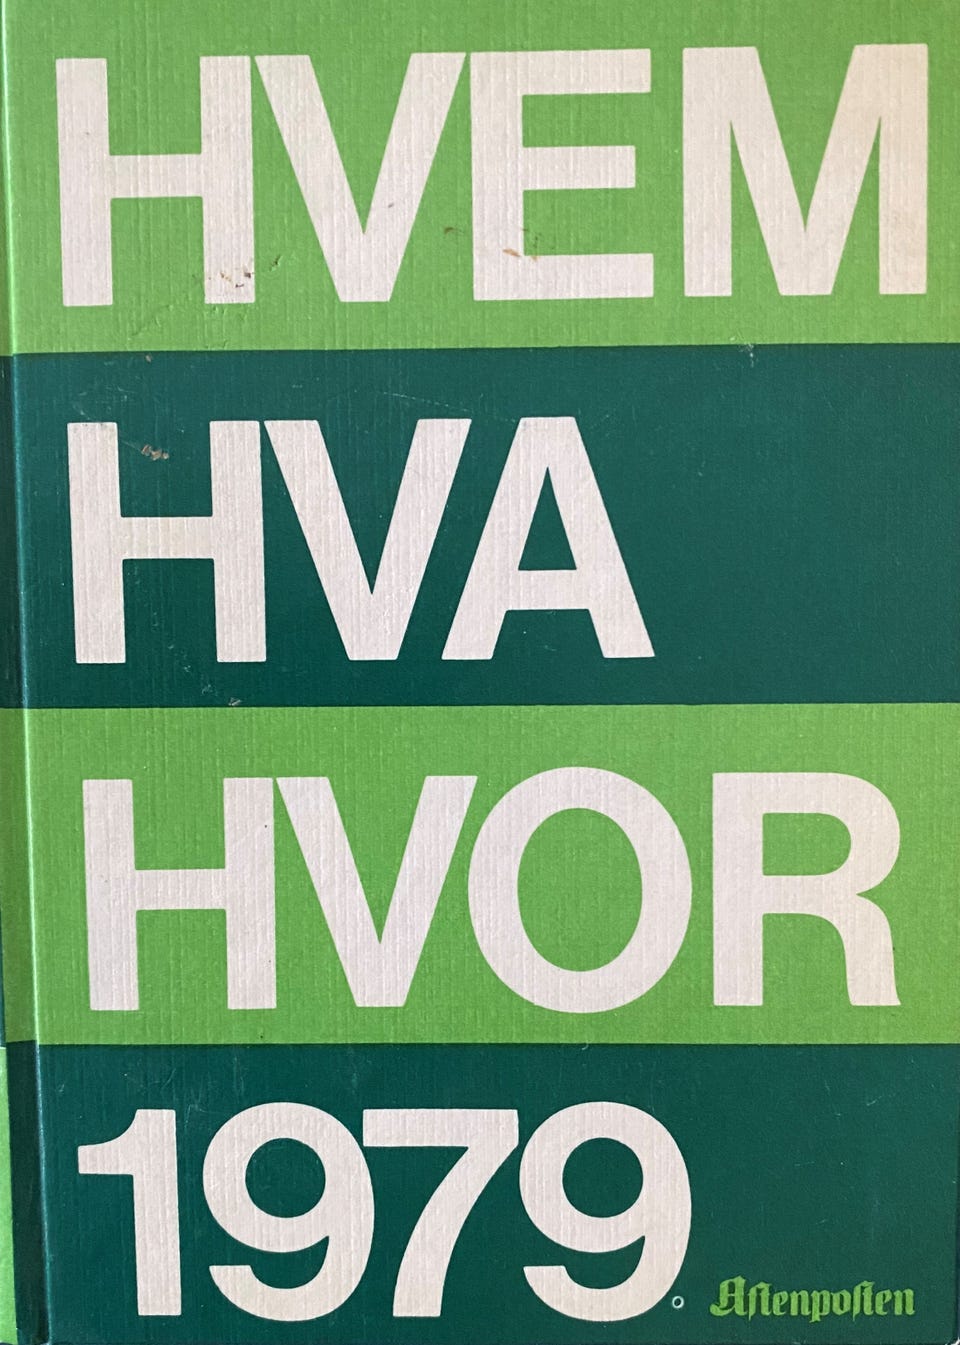 HVEM
HVA
HVOR
1979
Aftenposten